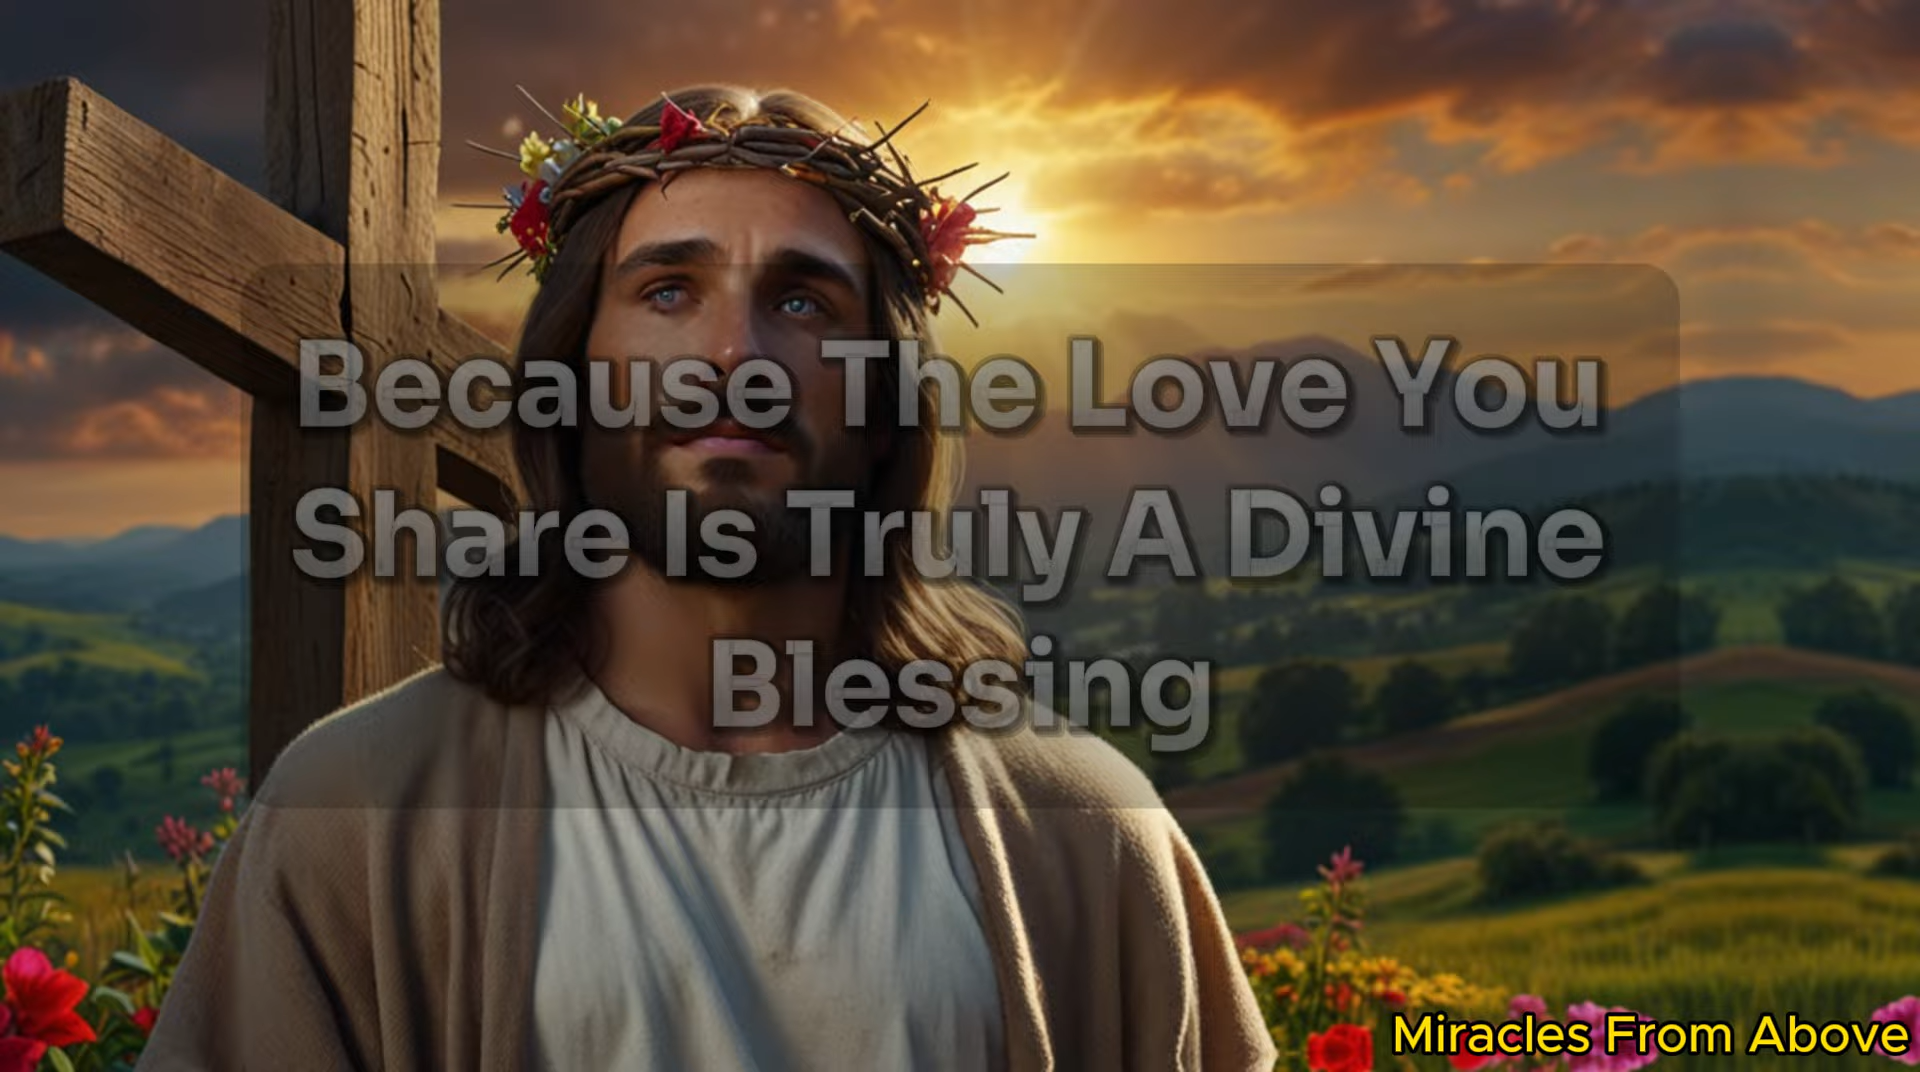 Because The Love You
Share Is Truly A Divine
Blessing
Miracles From Above